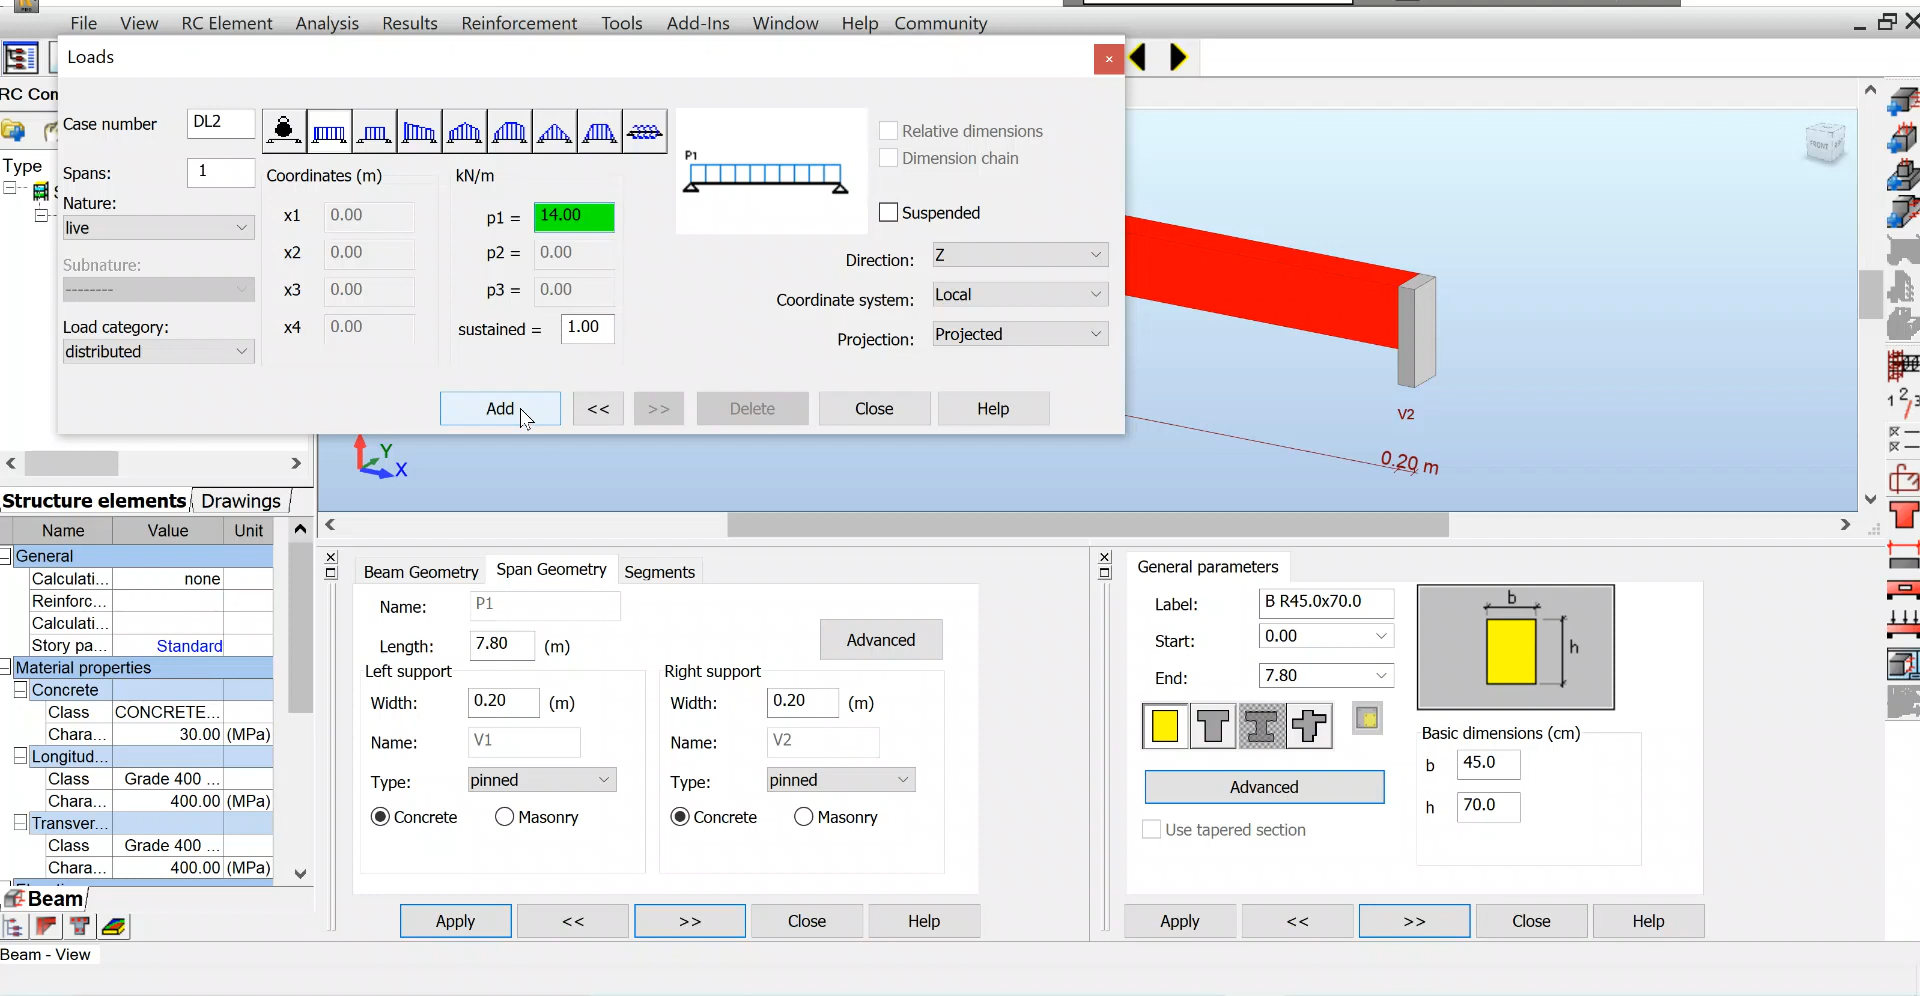 File View RC Element Analysis Results Reinforcement Tools Add-Ins Window Help Community
Loads
Case number DL2
Spans: 1
Nature:
live
Subnature:
--------
Load category:
distributed
Coordinates (m)
x1 0.00
x2 0.00
x3 0.00
x4 0.00
kN/m
p1 = 14.00
p2 = 0.00
p3 = 0.00
sustained = 1.00
P1
Relative dimensions
Dimension chain
Suspended
Direction: Z
Coordinate system: Local
Projection: Projected
Add << >> Delete Close Help
RC Con
Type
FRONT
V2
0.20 m
Y
X
Structure elements Drawings
Name Value Unit
General
Calculati... none
Reinforc...
Calculati...
Story pa... Standard
Material properties
Concrete
Class CONCRETE...
Chara... 30.00 (MPa)
Longitud...
Class Grade 400 ...
Chara... 400.00 (MPa)
Transver...
Class Grade 400 ...
Chara... 400.00 (MPa)
Beam
Beam - View
Beam Geometry Span Geometry Segments
Name: P1
Length: 7.80 (m)
Advanced
Left support
Width: 0.20 (m)
Name: V1
Type: pinned
Concrete Masonry
Right support
Width: 0.20 (m)
Name: V2
Type: pinned
Concrete Masonry
Apply << >> Close Help
General parameters
Label: B R45.0x70.0
Start: 0.00
End: 7.80
Advanced
Use tapered section
b
h
Basic dimensions (cm)
b 45.0
h 70.0
Apply << >> Close Help